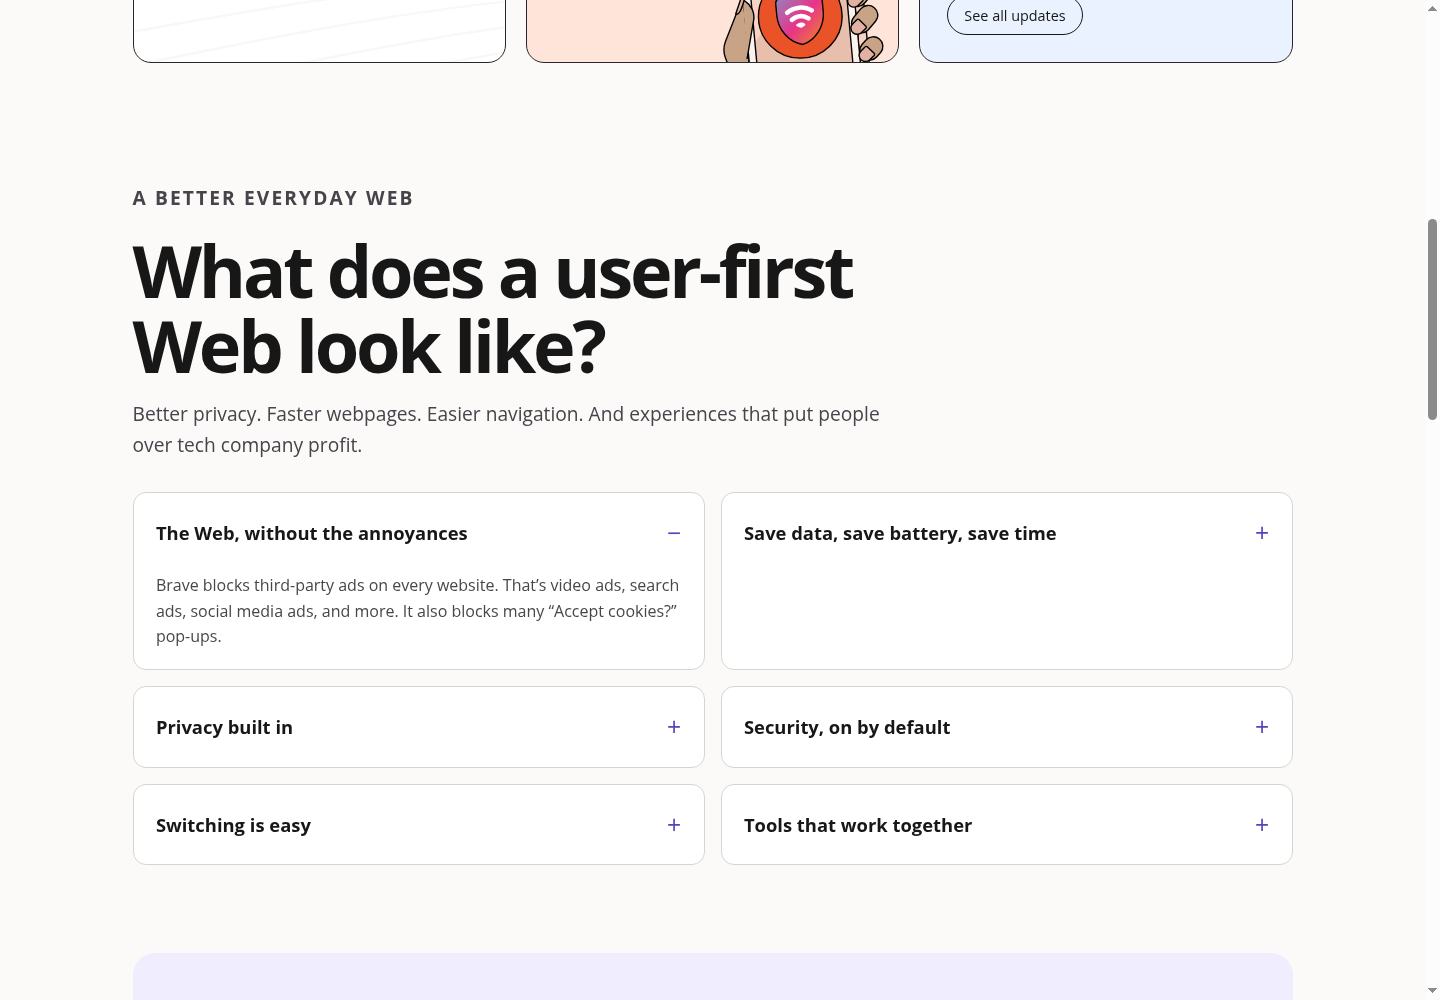 See all updates
A BETTER EVERYDAY WEB
What does a user-first
Web look like?
Better privacy. Faster webpages. Easier navigation. And experiences that put people
over tech company profit.
The Web, without the annoyances
Brave blocks third-party ads on every website. That’s video ads, search
ads, social media ads, and more. It also blocks many “Accept cookies?”
pop-ups.
Save data, save battery, save time
Privacy built in
Security, on by default
Switching is easy
Tools that work together